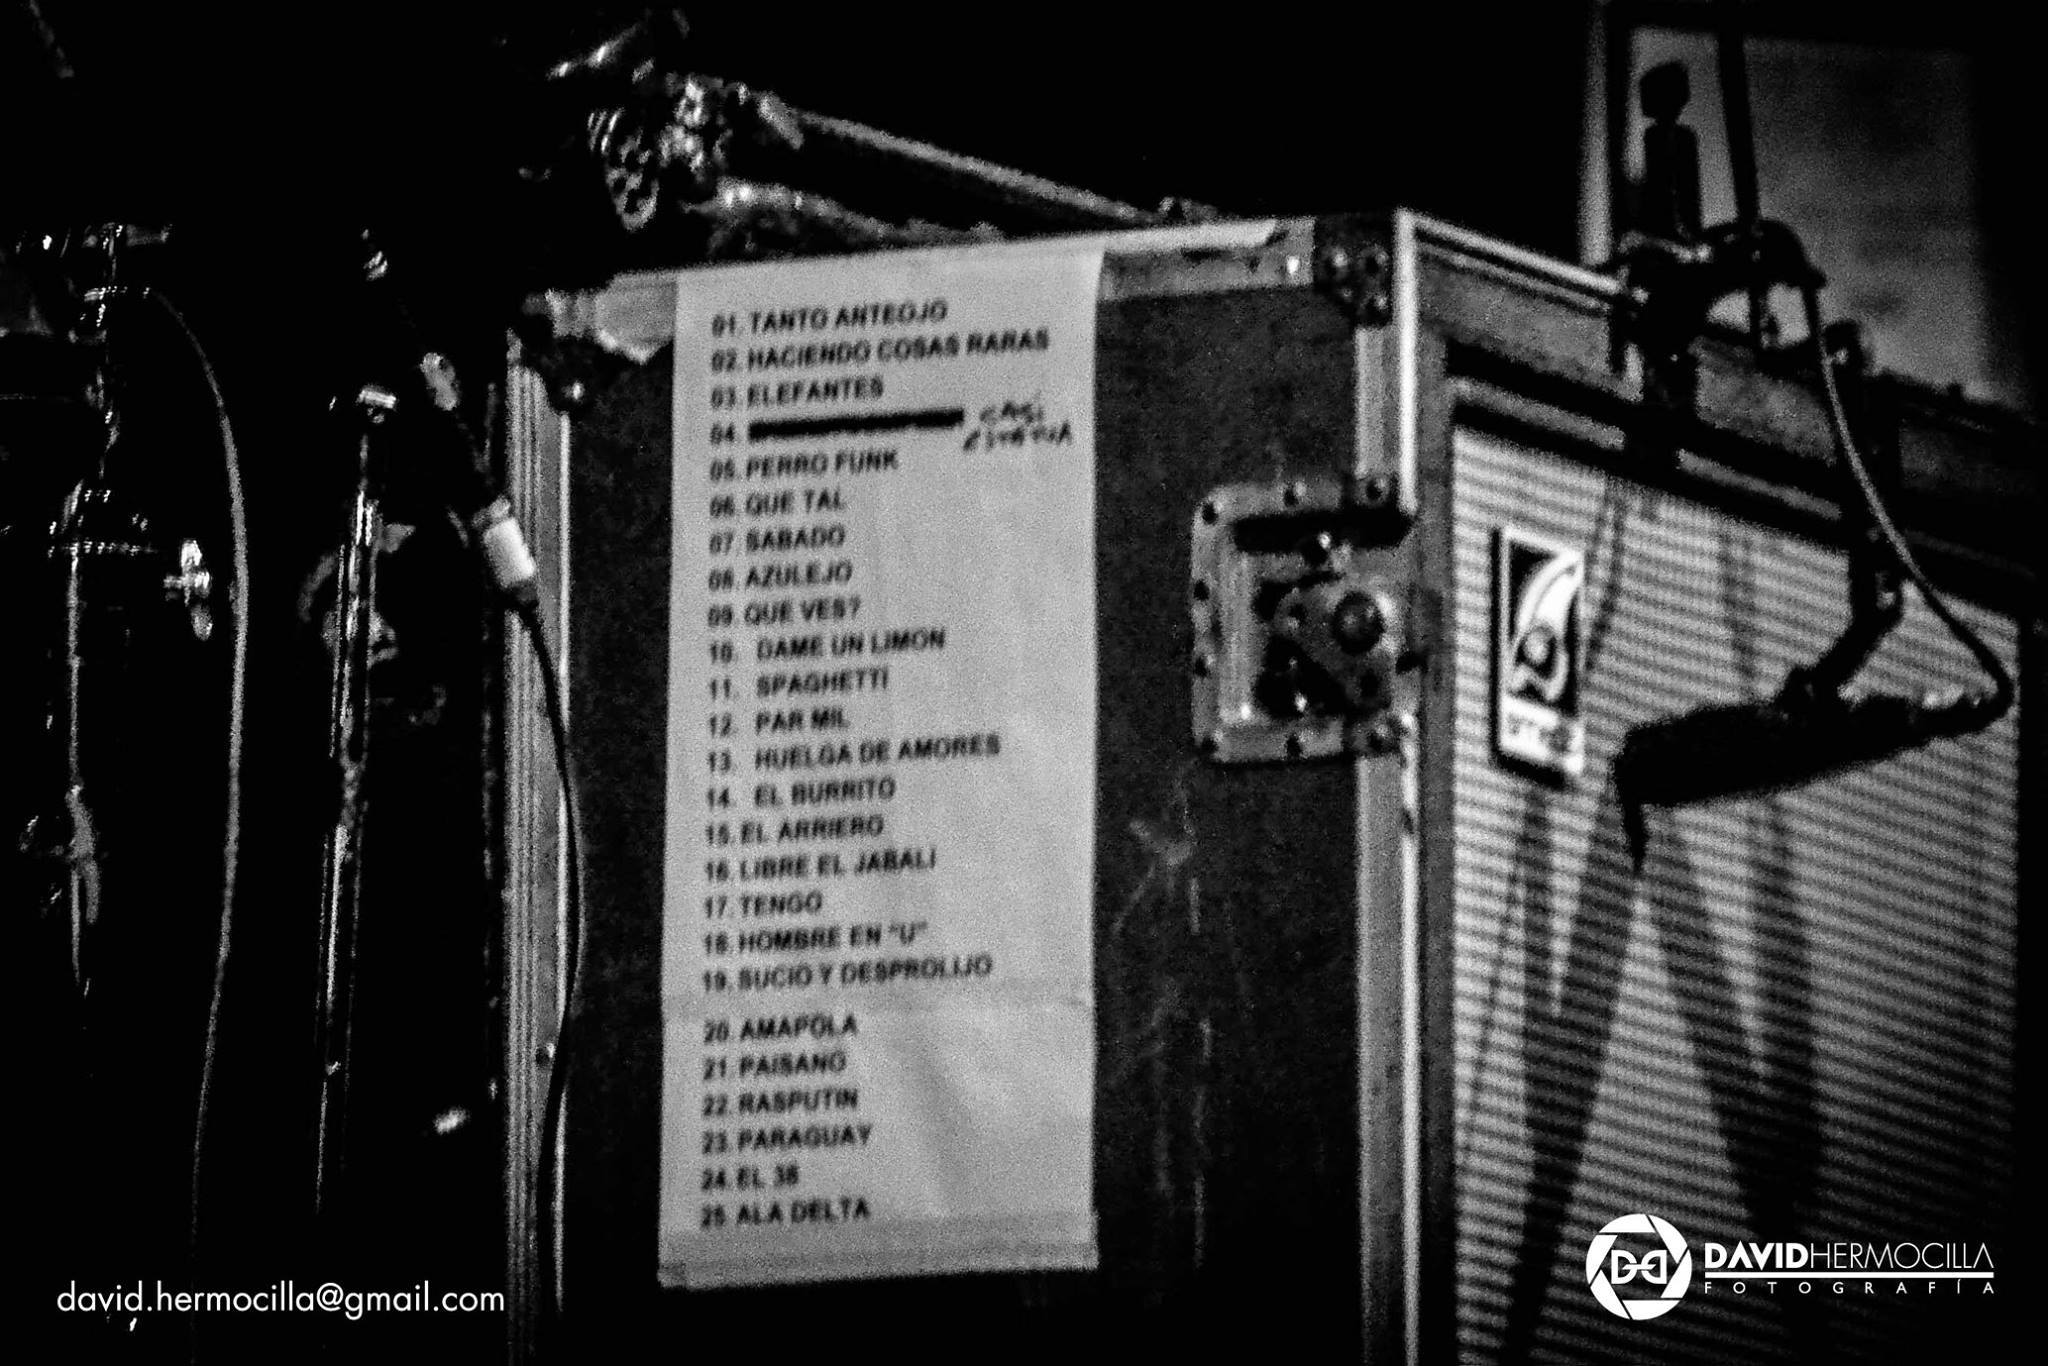 01. TANTO ANTEOJO
02. HACIENDO COSAS RARAS
03. ELEFANTES
04. CASI
ESTATUA
05. PERRO FUNK
06. QUE TAL
07. SABADO
08. AZULEJO
09. QUE VES?
10. DAME UN LIMON
11. SPAGHETTI
12. PAR MIL
13. HUELGA DE AMORES
14. EL BURRITO
15. EL ARRIERO
16. LIBRE EL JABALI
17. TENGO
18. HOMBRE EN "U"
19. SUCIO Y DESPROLIJO
20. AMAPOLA
21. PAISANO
22. RASPUTIN
23. PARAGUAY
24. EL 38
25. ALA DELTA
david.hermocilla@gmail.com
DH
DAVIDHERMOCILLA
FOTOGRAFÍA